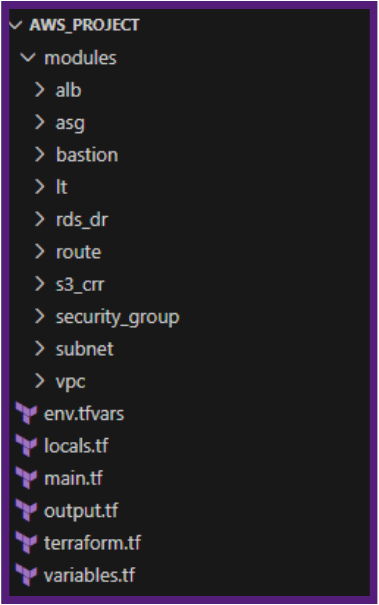 AWS_PROJECT
modules
alb
asg
bastion
lt
rds_dr
route
s3_crr
security_group
subnet
vpc
env.tfvars
locals.tf
main.tf
output.tf
terraform.tf
variables.tf